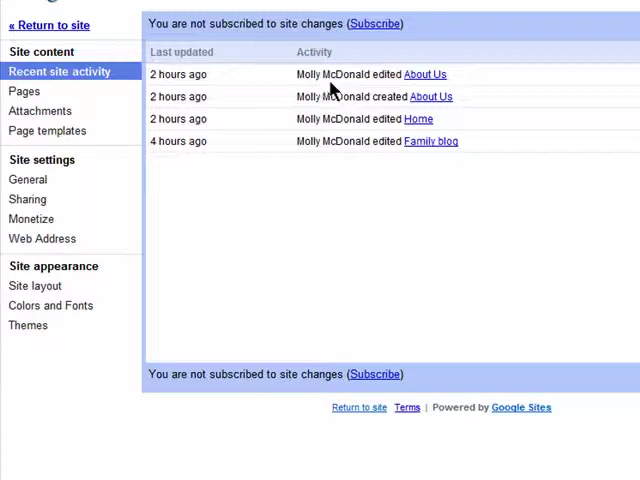 « Return to site
Site content
Recent site activity
Pages
Attachments
Page templates
Site settings
General
Sharing
Monetize
Web Address
Site appearance
Site layout
Colors and Fonts
Themes
You are not subscribed to site changes (Subscribe)
Last updated Activity
2 hours ago Molly McDonald edited About Us
2 hours ago Molly McDonald created About Us
2 hours ago Molly McDonald edited Home
4 hours ago Molly McDonald edited Family blog
You are not subscribed to site changes (Subscribe)
Return to site Terms | Powered by Google Sites